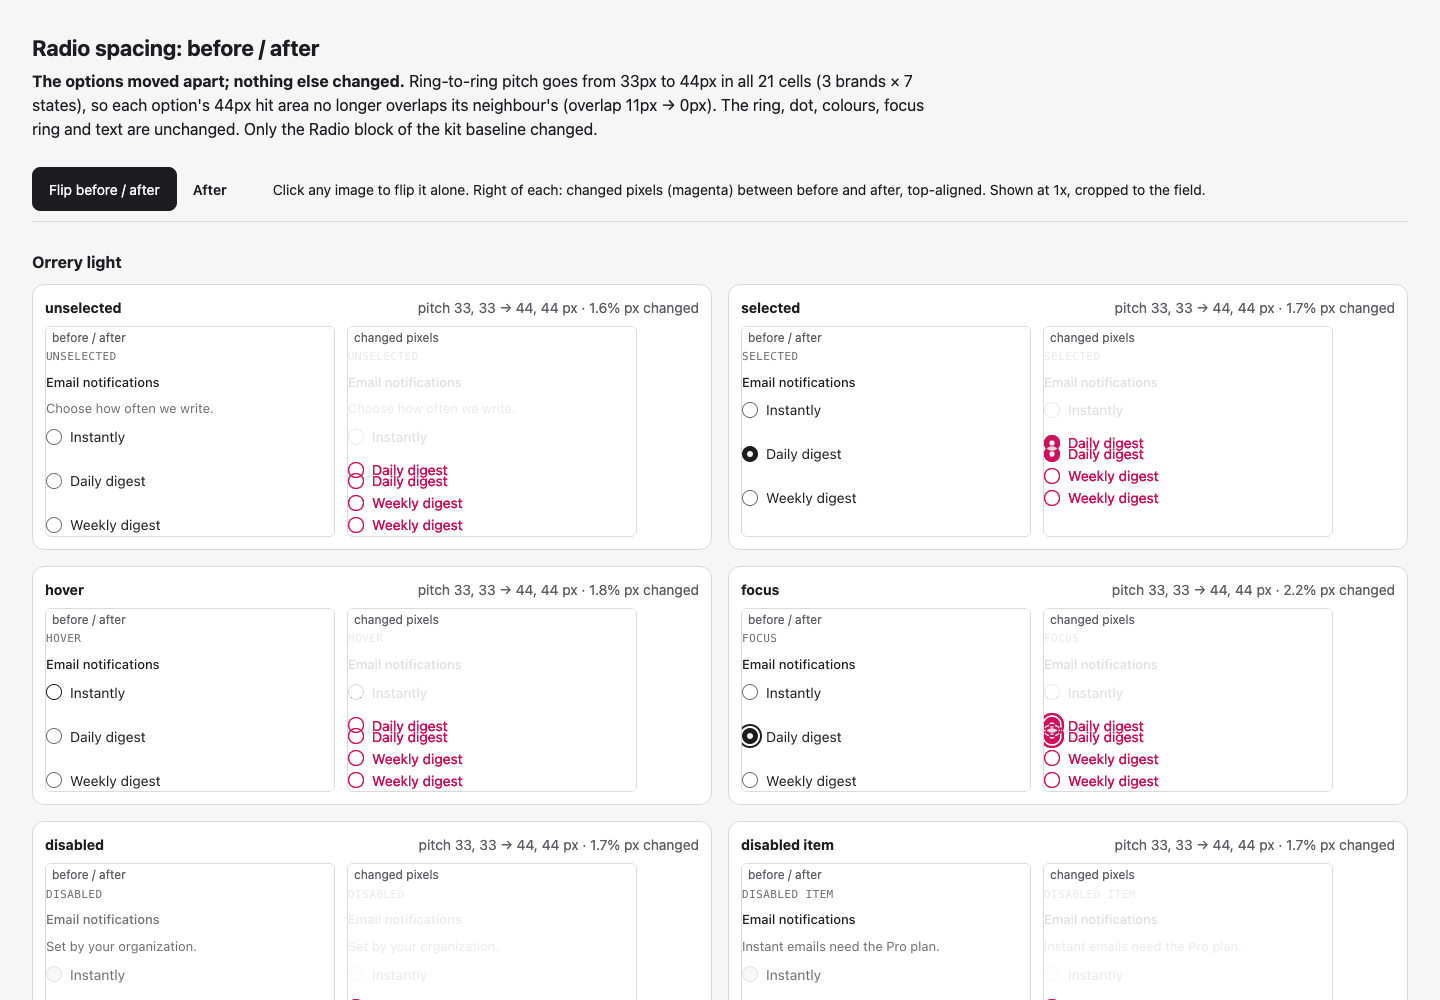 Radio spacing: before / after
The options moved apart; nothing else changed. Ring-to-ring pitch goes from 33px to 44px in all 21 cells (3 brands × 7
states), so each option's 44px hit area no longer overlaps its neighbour's (overlap 11px → 0px). The ring, dot, colours, focus
ring and text are unchanged. Only the Radio block of the kit baseline changed.
Flip before / after
After
Click any image to flip it alone. Right of each: changed pixels (magenta) between before and after, top-aligned. Shown at 1x, cropped to the field.
Orrery light
unselected
pitch 33, 33 → 44, 44 px · 1.6% px changed
before / after
UNSELECTED
Email notifications
Choose how often we write.
Instantly
Daily digest
Weekly digest
changed pixels
UNSELECTED
Email notifications
Choose how often we write.
Instantly
Daily digest
Daily digest
Weekly digest
Weekly digest
selected
pitch 33, 33 → 44, 44 px · 1.7% px changed
before / after
SELECTED
Email notifications
Instantly
Daily digest
Weekly digest
changed pixels
SELECTED
Email notifications
Instantly
Daily digest
Daily digest
Weekly digest
Weekly digest
hover
pitch 33, 33 → 44, 44 px · 1.8% px changed
before / after
HOVER
Email notifications
Instantly
Daily digest
Weekly digest
changed pixels
HOVER
Email notifications
Instantly
Daily digest
Daily digest
Weekly digest
Weekly digest
focus
pitch 33, 33 → 44, 44 px · 2.2% px changed
before / after
FOCUS
Email notifications
Instantly
Daily digest
Weekly digest
changed pixels
FOCUS
Email notifications
Instantly
Daily digest
Daily digest
Weekly digest
Weekly digest
disabled
pitch 33, 33 → 44, 44 px · 1.7% px changed
before / after
DISABLED
Email notifications
Set by your organization.
Instantly
changed pixels
DISABLED
Email notifications
Set by your organization.
Instantly
disabled item
pitch 33, 33 → 44, 44 px · 1.7% px changed
before / after
DISABLED ITEM
Email notifications
Instant emails need the Pro plan.
Instantly
changed pixels
DISABLED ITEM
Email notifications
Instant emails need the Pro plan.
Instantly